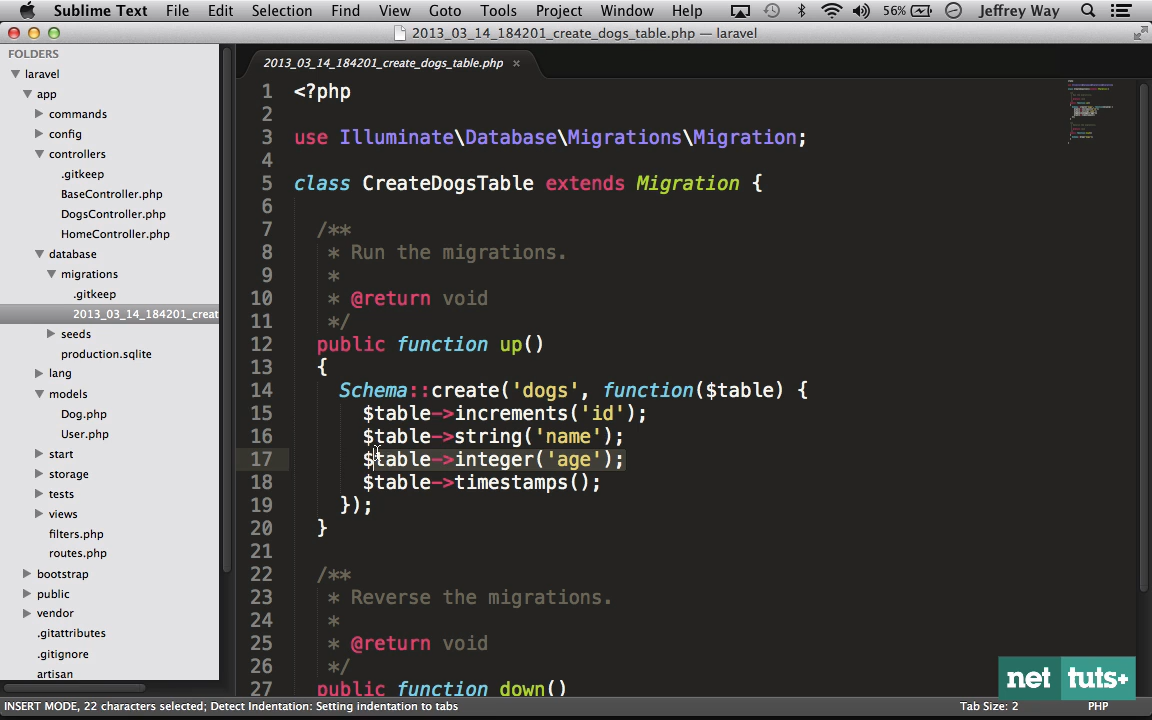 Sublime Text File Edit Selection Find View Goto Tools Project Window Help 56% Jeffrey Way
2013_03_14_184201_create_dogs_table.php — laravel
FOLDERS
laravel
app
commands
config
controllers
.gitkeep
BaseController.php
DogsController.php
HomeController.php
database
migrations
.gitkeep
2013_03_14_184201_creat
seeds
production.sqlite
lang
models
Dog.php
User.php
start
storage
tests
views
filters.php
routes.php
bootstrap
public
vendor
.gitattributes
.gitignore
artisan
2013_03_14_184201_create_dogs_table.php ×
1 <?php
2
3 use Illuminate\Database\Migrations\Migration;
4
5 class CreateDogsTable extends Migration {
6
7 /**
8 * Run the migrations.
9 *
10 * @return void
11 */
12 public function up()
13 {
14 Schema::create('dogs', function($table) {
15 $table->increments('id');
16 $table->string('name');
17 $table->integer('age');
18 $table->timestamps();
19 });
20 }
21
22 /**
23 * Reverse the migrations.
24 *
25 * @return void
26 */
27 public function down()
net tuts+
INSERT MODE, 22 characters selected; Detect Indentation: Setting indentation to tabs Tab Size: 2 PHP